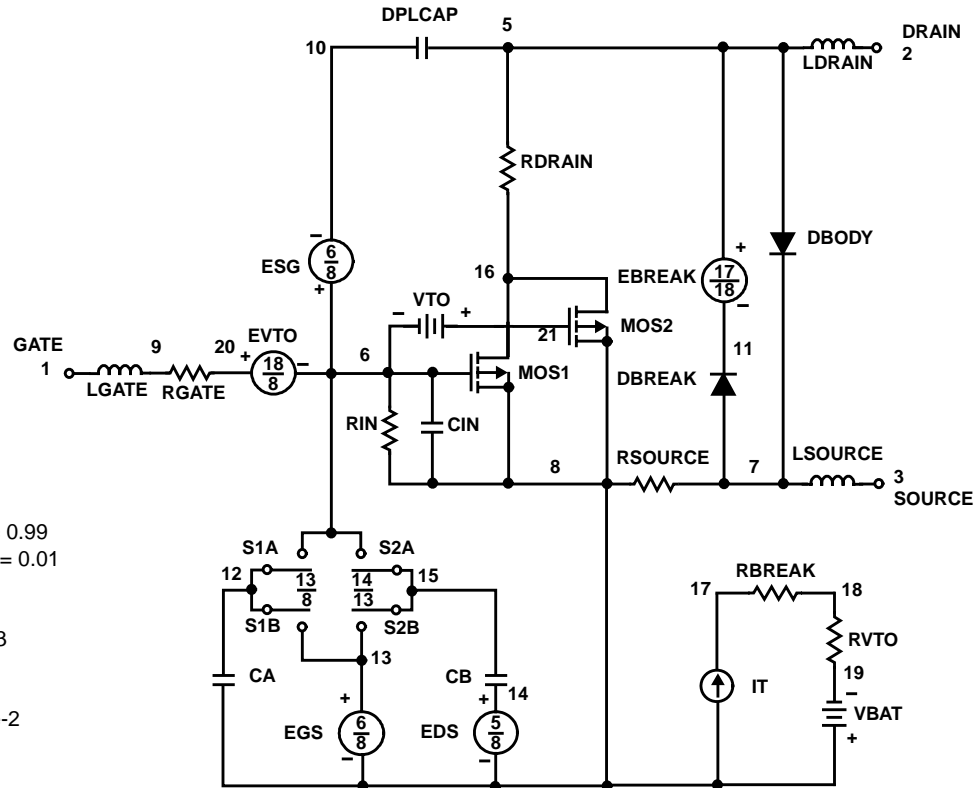 DPLCAP
5
10
DRAIN
2
LDRAIN
RDRAIN
DBODY
ESG
−
6
8
+
16
EBREAK
+
17
18
−
VTO
−
+
21
MOS2
11
GATE
1
9
20
EVTO
+
18
8
−
6
LGATE
RGATE
MOS1
DBREAK
RIN
CIN
8
RSOURCE
7
LSOURCE
3
SOURCE
0.99
= 0.01
S1A
S2A
12
13
8
14
13
15
S1B
S2B
13
RBREAK
17
18
3
RVTO
CA
CB
14
19
IT
-2
+
EGS
6
8
−
+
EDS
5
8
−
−
VBAT
+